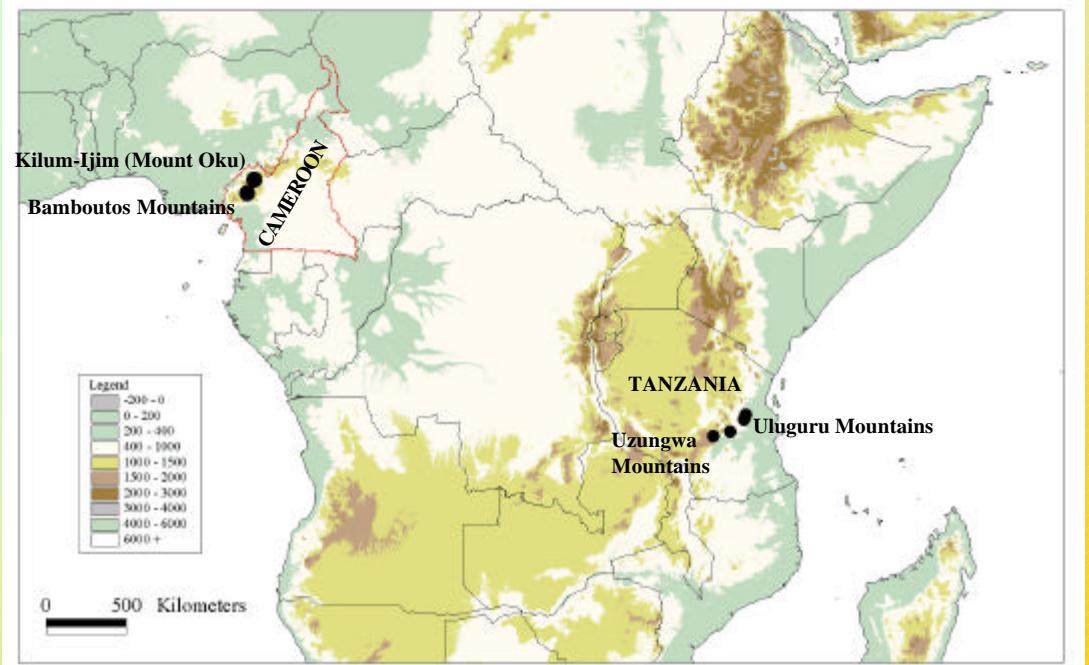 Kilum-Ijim (Mount Oku)
Bamboutos Mountains
CAMEROON
TANZANIA
Uluguru Mountains
Uzungwa
Mountains
Legend
-200 - 0
0 - 200
200 - 400
400 - 1000
1000 - 1500
1500 - 2000
2000 - 3000
3000 - 4000
4000 - 6000
6000 +
0 500 Kilometers